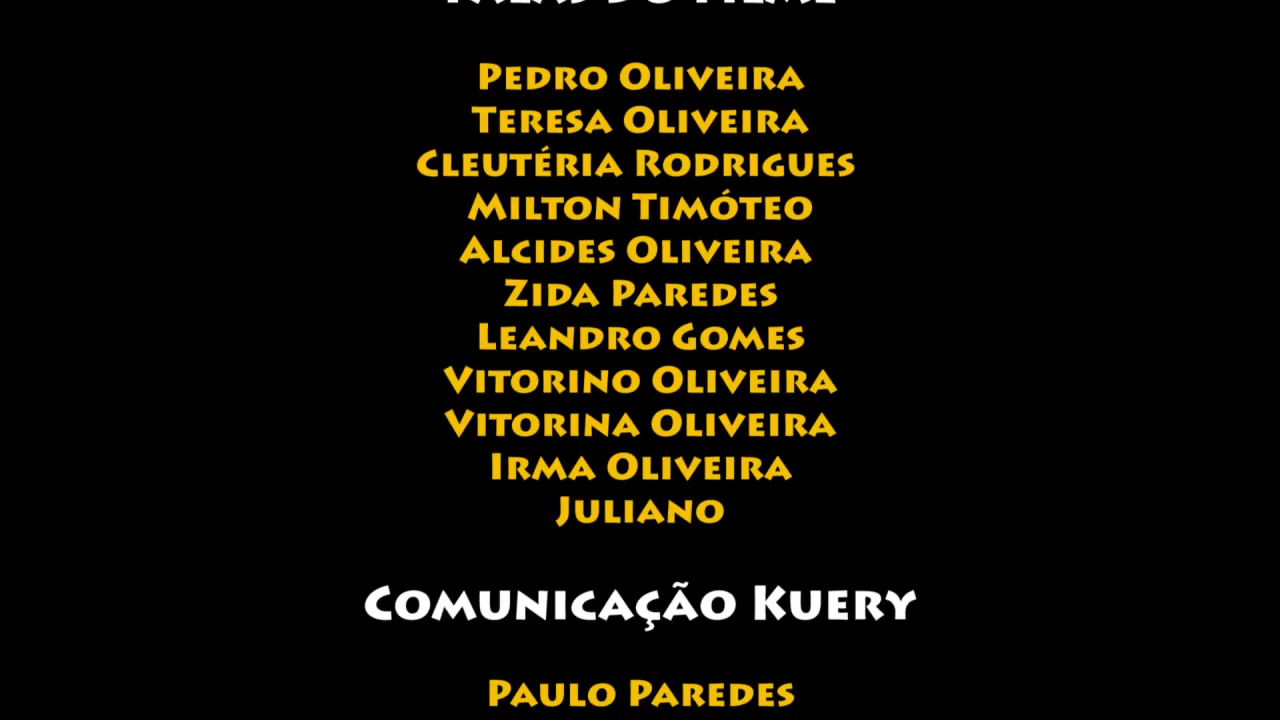 Pedro Oliveira
Teresa Oliveira
Cleutéria Rodrigues
Milton Timóteo
Alcides Oliveira
Zida Paredes
Leandro Gomes
Vitorino Oliveira
Vitorina Oliveira
Irma Oliveira
Juliano
Comunicação Kuery
Paulo Paredes